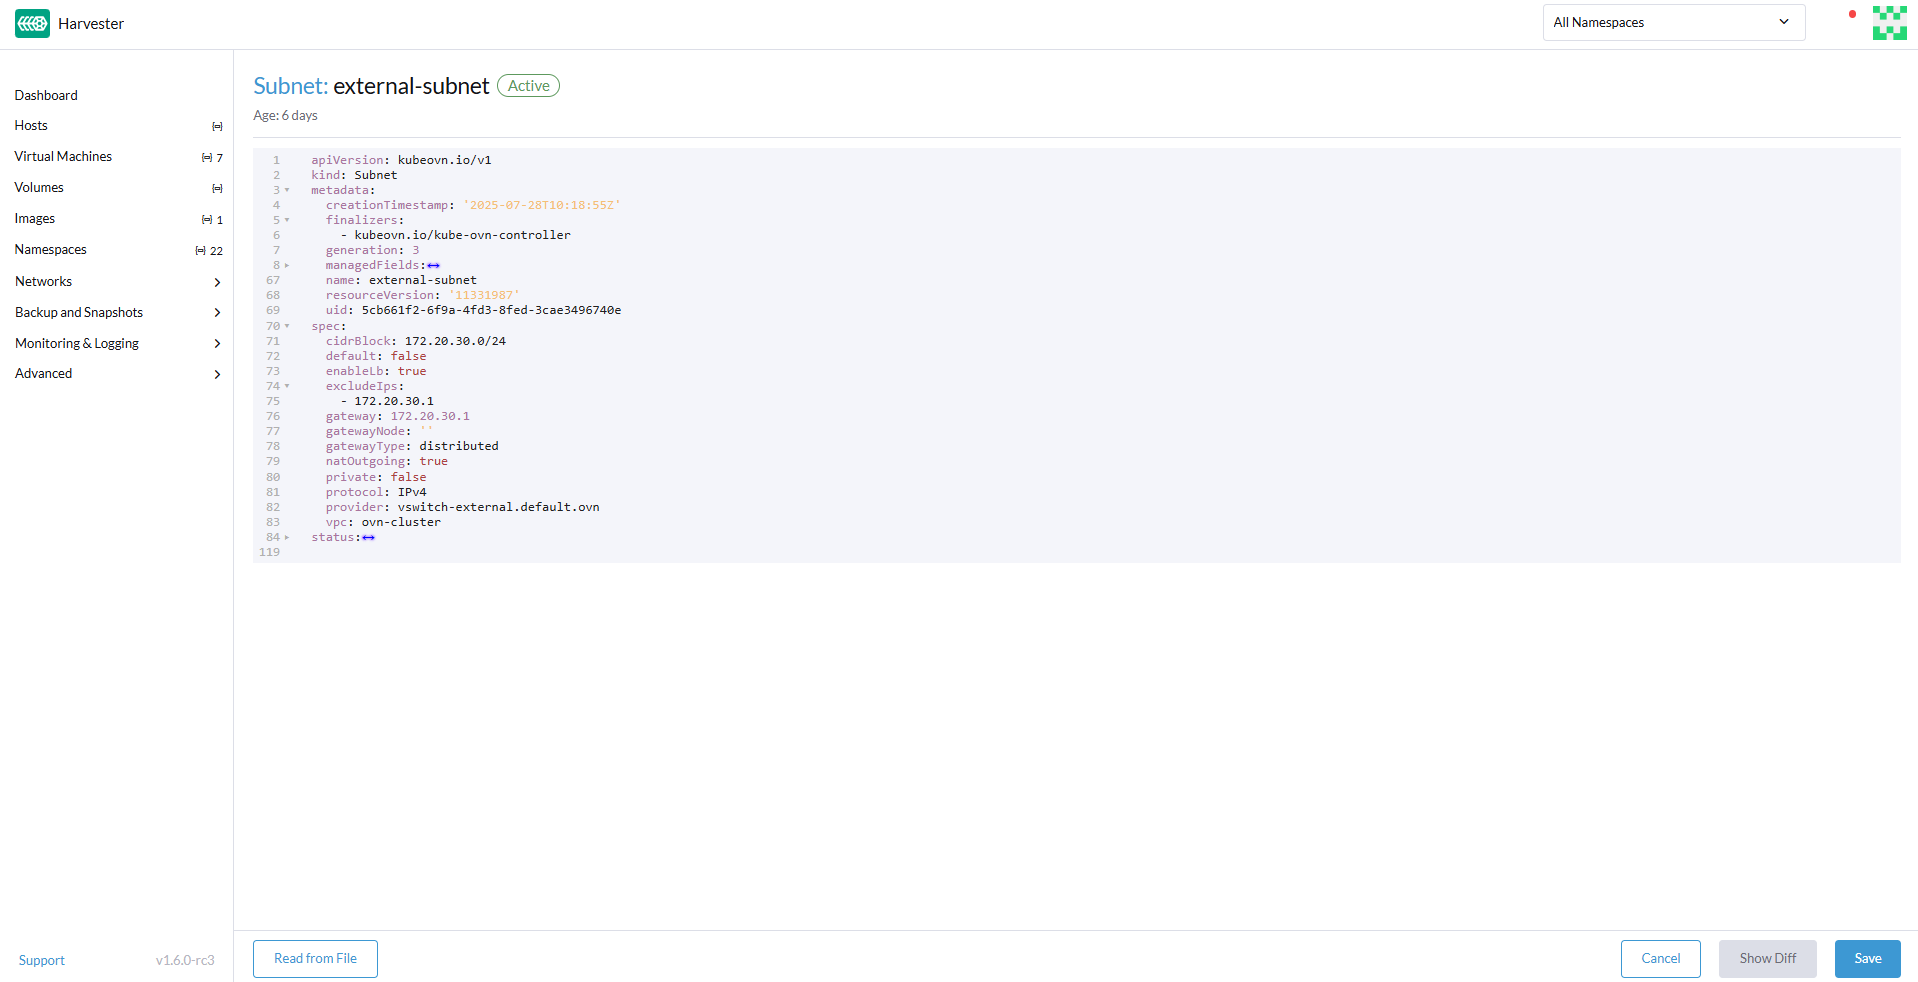 Harvester
All Namespaces
Dashboard
Hosts
Virtual Machines 7
Volumes
Images 1
Namespaces 22
Networks
Backup and Snapshots
Monitoring & Logging
Advanced
Support v1.6.0-rc3
Subnet: external-subnet Active
Age: 6 days
1 apiVersion: kubeovn.io/v1
2 kind: Subnet
3 metadata:
4 creationTimestamp: '2025-07-28T10:18:55Z'
5 finalizers:
6 - kubeovn.io/kube-ovn-controller
7 generation: 3
8 managedFields:↔
67 name: external-subnet
68 resourceVersion: '11331987'
69 uid: 5cb661f2-6f9a-4fd3-8fed-3cae3496740e
70 spec:
71 cidrBlock: 172.20.30.0/24
72 default: false
73 enableLb: true
74 excludeIps:
75 - 172.20.30.1
76 gateway: 172.20.30.1
77 gatewayNode: ''
78 gatewayType: distributed
79 natOutgoing: true
80 private: false
81 protocol: IPv4
82 provider: vswitch-external.default.ovn
83 vpc: ovn-cluster
84 status:↔
119
Read from File
Cancel
Show Diff
Save